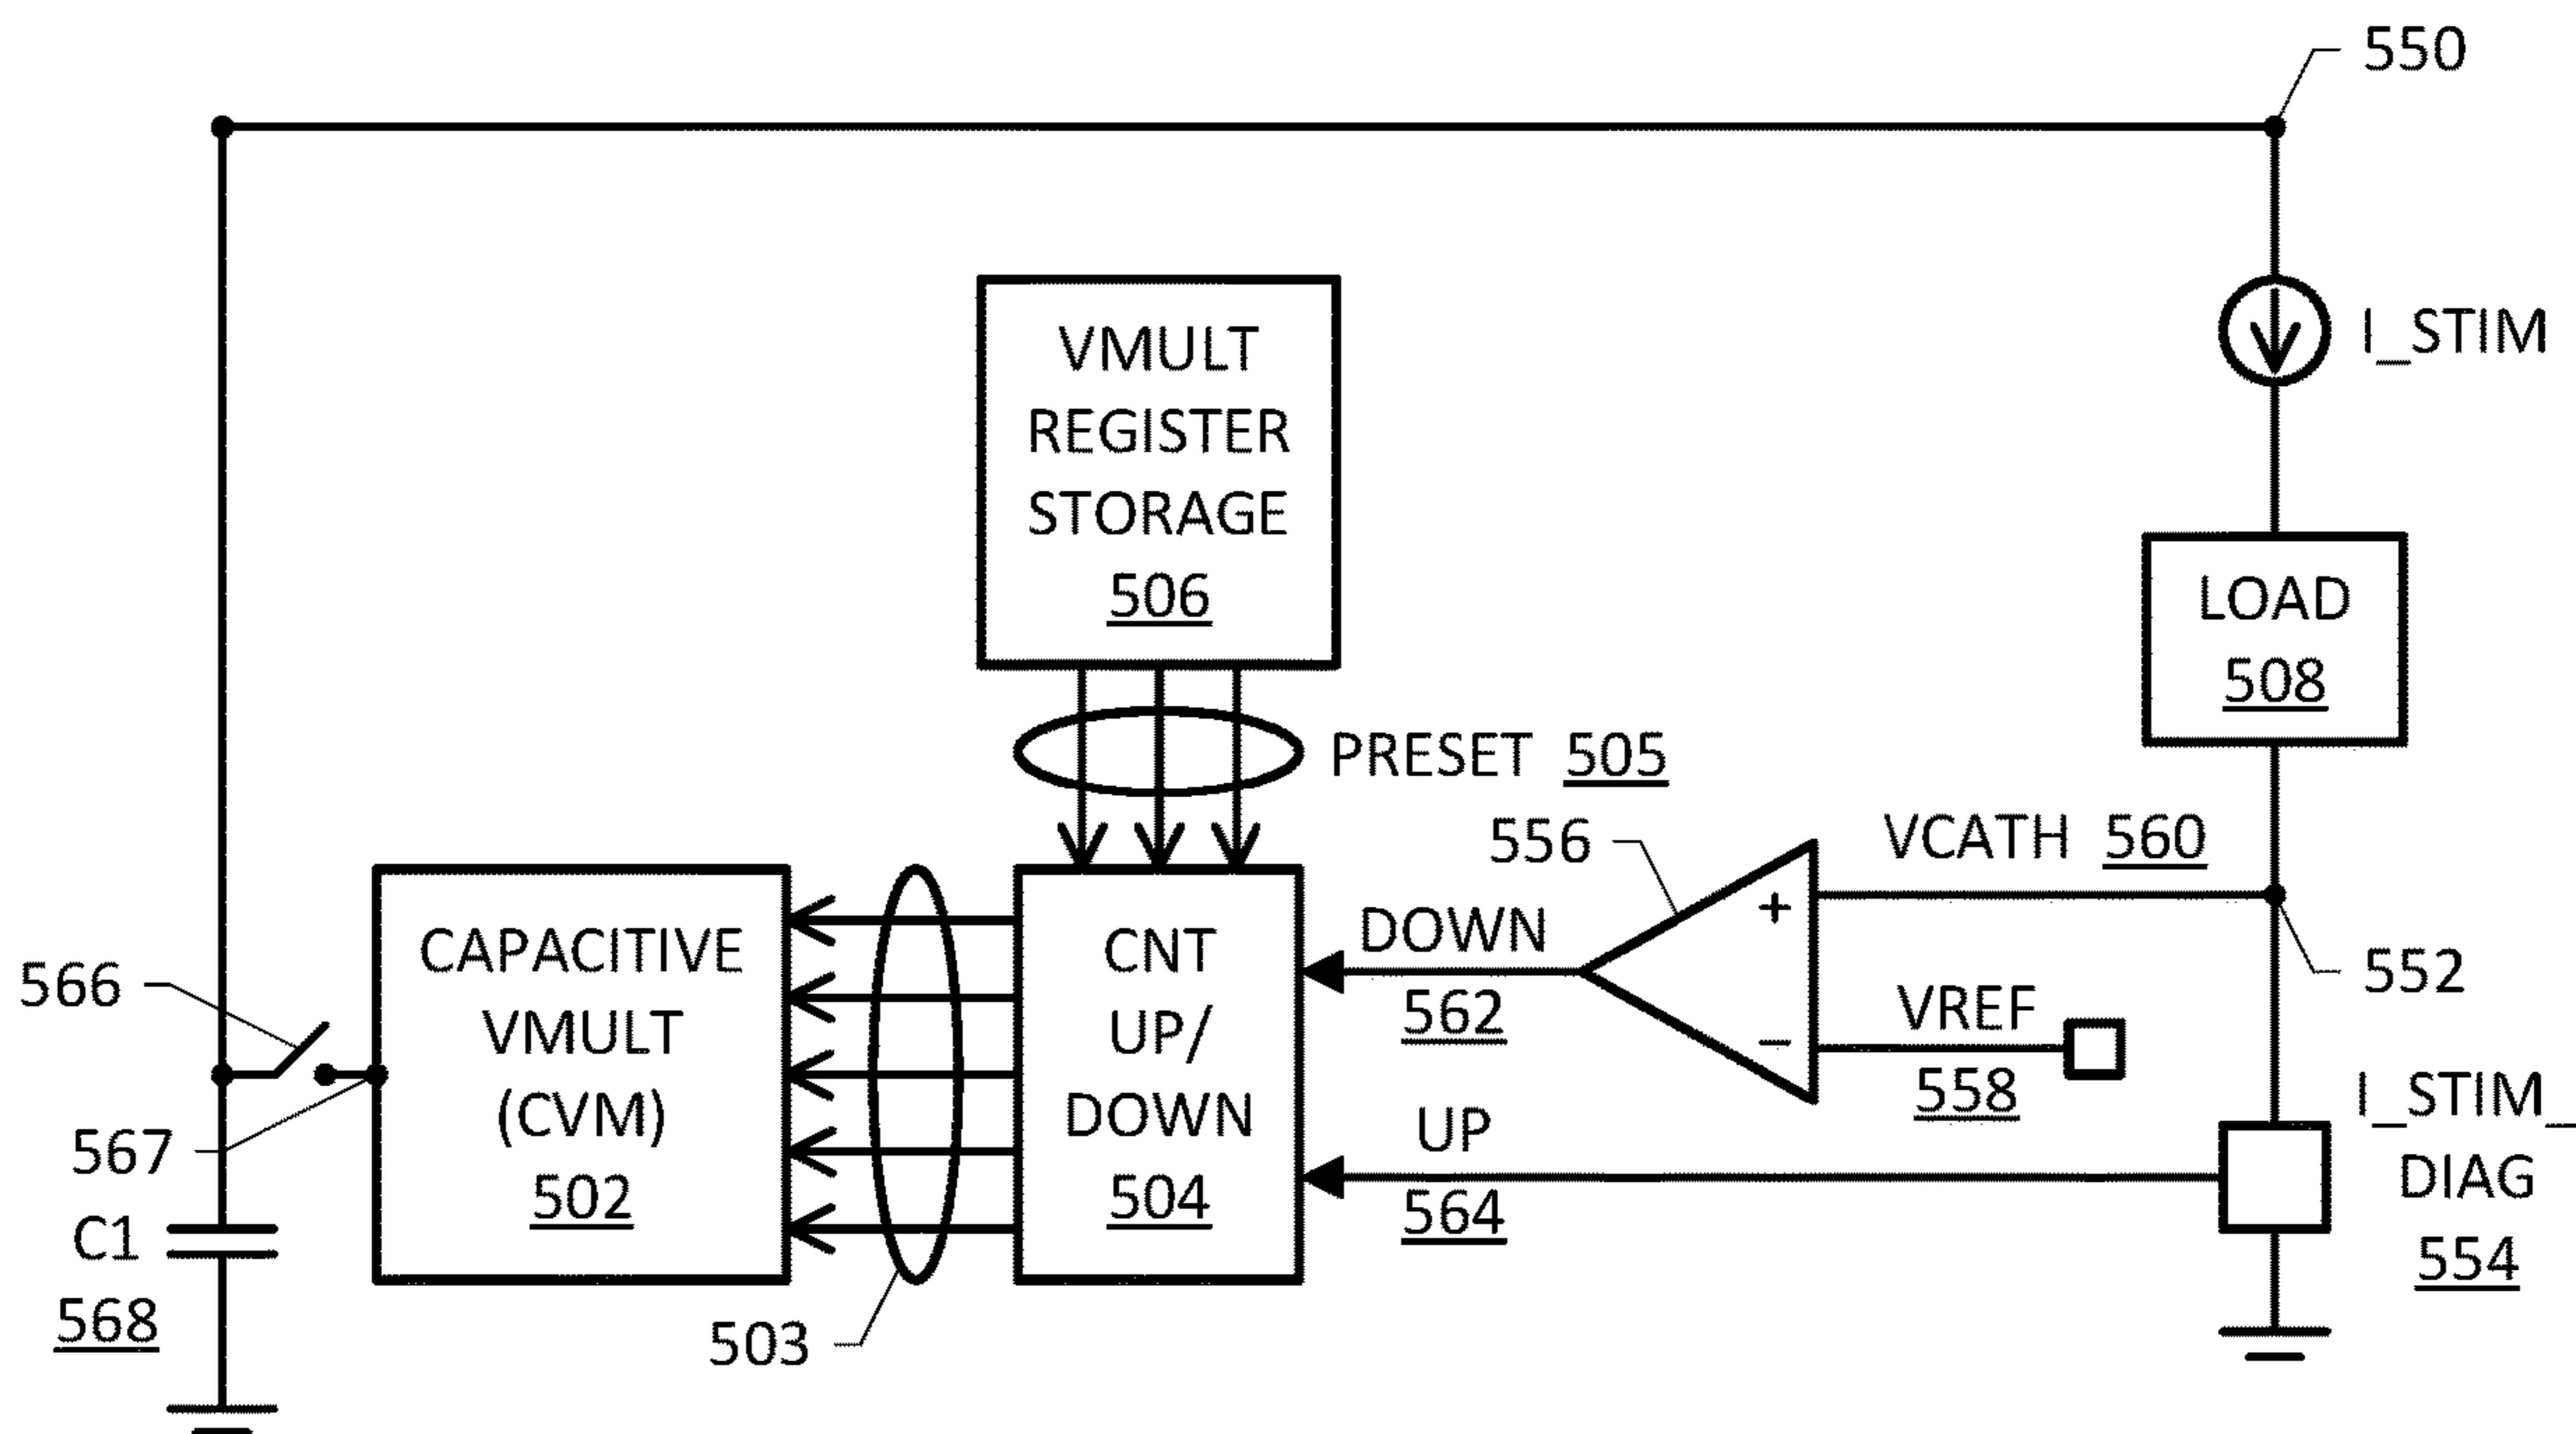 550
I_STIM
VMULT
REGISTER
STORAGE
506
LOAD
508
PRESET 505
556
VCATH 560
+
DOWN
562
552
VREF
−
558
566
CAPACITIVE
VMULT
(CVM)
502
CNT
UP/
DOWN
504
UP
564
I_STIM_
DIAG
554
567
C1
568
503